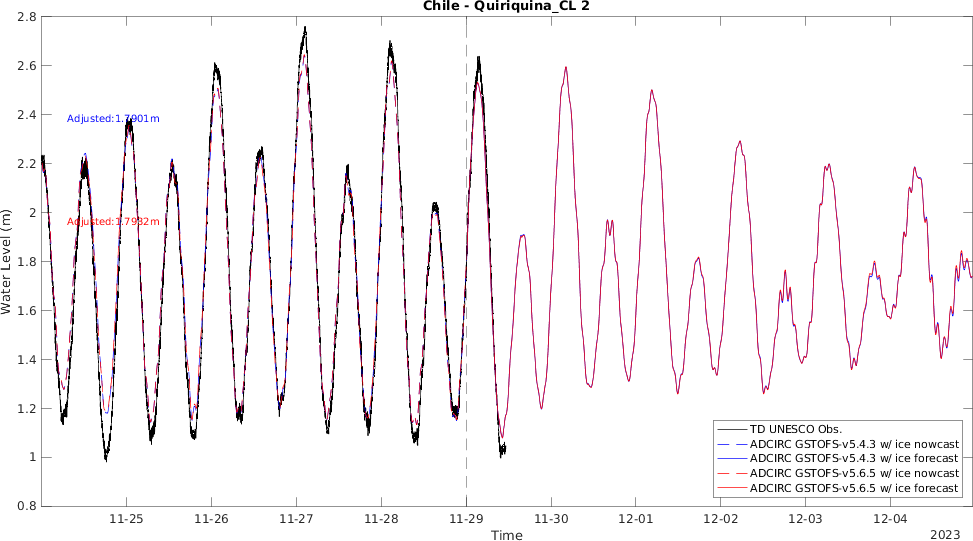 Chile - Quiriquina_CL 2
2.8
2.6
2.4
2.2
2
1.8
1.6
1.4
1.2
1
0.8
Water Level (m)
Adjusted:1.7901m
Adjusted:1.7932m
TD UNESCO Obs.
ADCIRC GSTOFS-v5.4.3 w/ ice nowcast
ADCIRC GSTOFS-v5.4.3 w/ ice forecast
ADCIRC GSTOFS-v5.6.5 w/ ice nowcast
ADCIRC GSTOFS-v5.6.5 w/ ice forecast
11-25 11-26 11-27 11-28 11-29 11-30 12-01 12-02 12-03 12-04
Time
2023